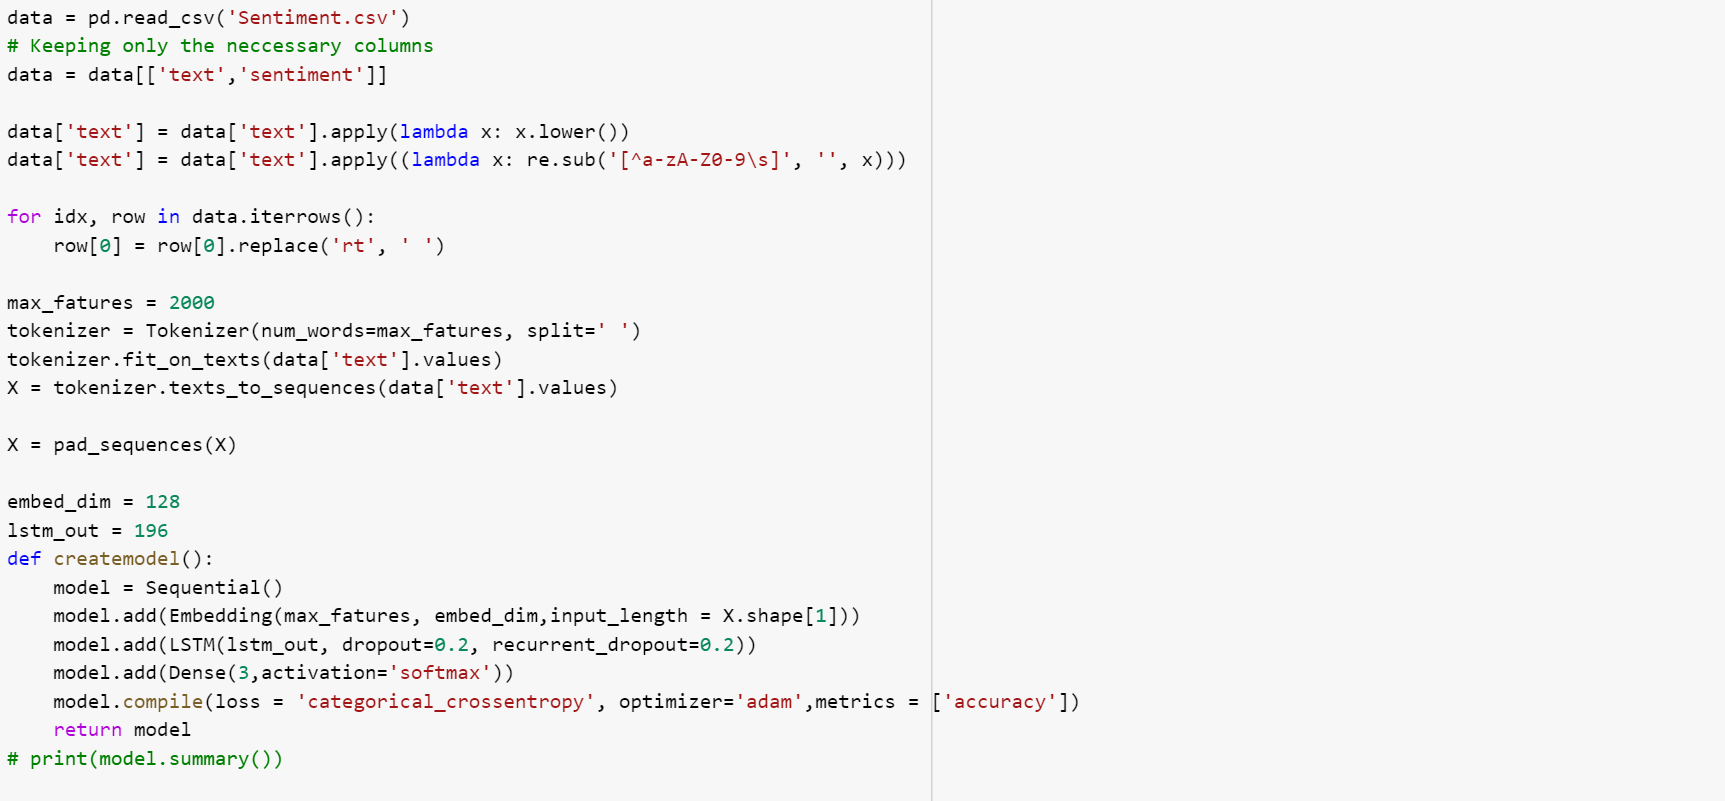 data = pd.read_csv('Sentiment.csv')
# Keeping only the neccessary columns
data = data[['text','sentiment']]

data['text'] = data['text'].apply(lambda x: x.lower())
data['text'] = data['text'].apply((lambda x: re.sub('[^a-zA-Z0-9\s]', '', x)))

for idx, row in data.iterrows():
    row[0] = row[0].replace('rt', ' ')

max_fatures = 2000
tokenizer = Tokenizer(num_words=max_fatures, split=' ')
tokenizer.fit_on_texts(data['text'].values)
X = tokenizer.texts_to_sequences(data['text'].values)

X = pad_sequences(X)

embed_dim = 128
lstm_out = 196
def createmodel():
    model = Sequential()
    model.add(Embedding(max_fatures, embed_dim,input_length = X.shape[1]))
    model.add(LSTM(lstm_out, dropout=0.2, recurrent_dropout=0.2))
    model.add(Dense(3,activation='softmax'))
    model.compile(loss = 'categorical_crossentropy', optimizer='adam',metrics = ['accuracy'])
    return model
# print(model.summary())